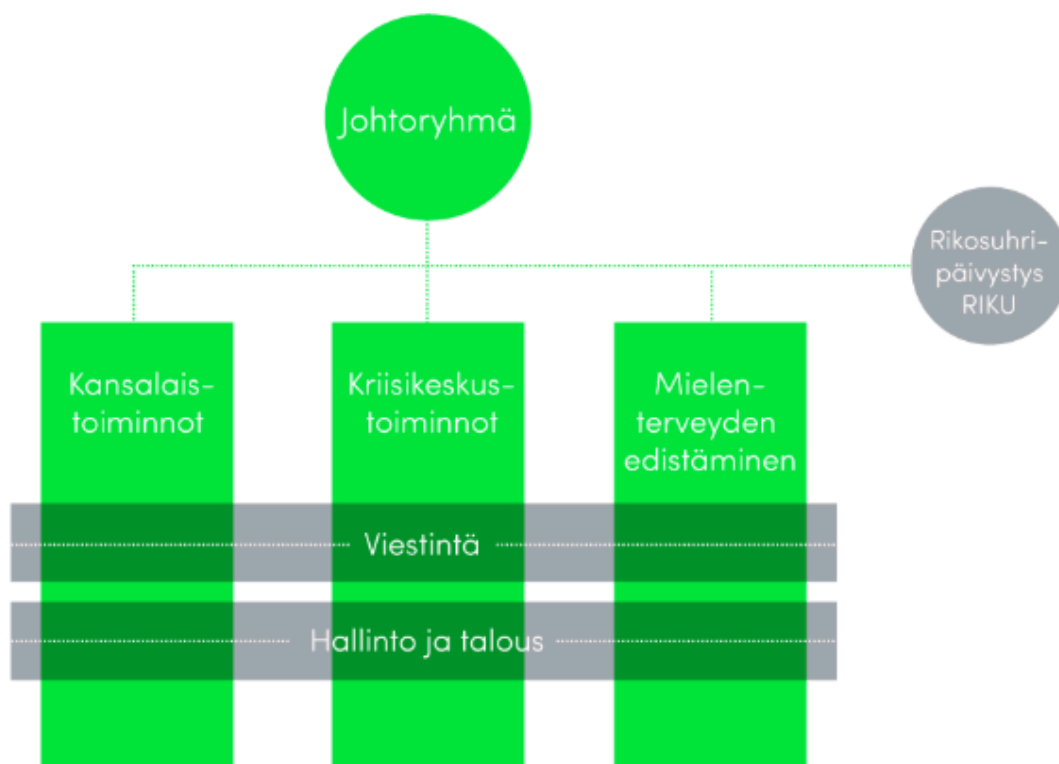 Johtoryhmä
Rikosuhri-
päivystys
RIKU
Kansalais-
toiminnot
Kriisikeskus-
toiminnot
Mielen-
terveyden
edistäminen
Viestintä
Hallinto ja talous